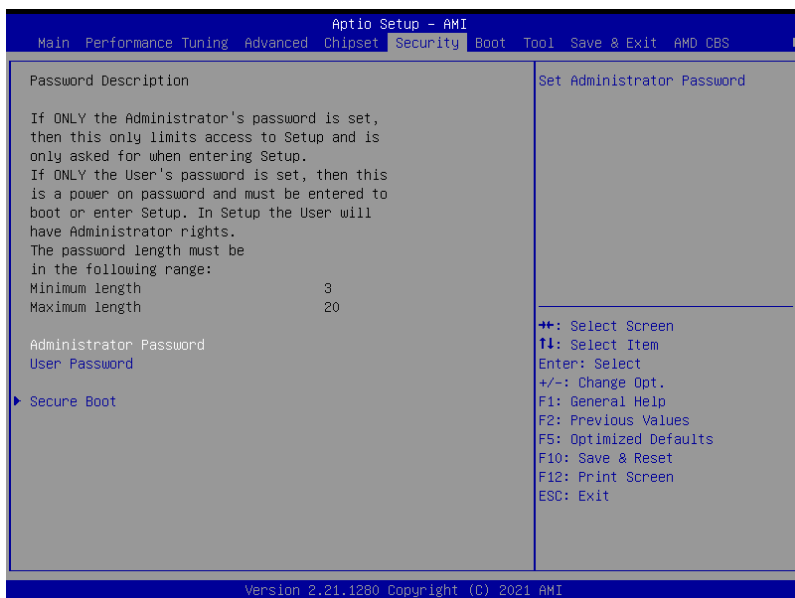 Aptio Setup - AMI
Main Performance Tuning Advanced Chipset Security Boot Tool Save & Exit AMD CBS
Password Description
If ONLY the Administrator's password is set,
then this only limits access to Setup and is
only asked for when entering Setup.
If ONLY the User's password is set, then this
is a power on password and must be entered to
boot or enter Setup. In Setup the User will
have Administrator rights.
The password length must be
in the following range:
Minimum length 3
Maximum length 20
Administrator Password
User Password
Secure Boot
Set Administrator Password
→←: Select Screen
↑↓: Select Item
Enter: Select
+/-: Change Opt.
F1: General Help
F2: Previous Values
F5: Optimized Defaults
F10: Save & Reset
F12: Print Screen
ESC: Exit
Version 2.21.1280 Copyright (C) 2021 AMI